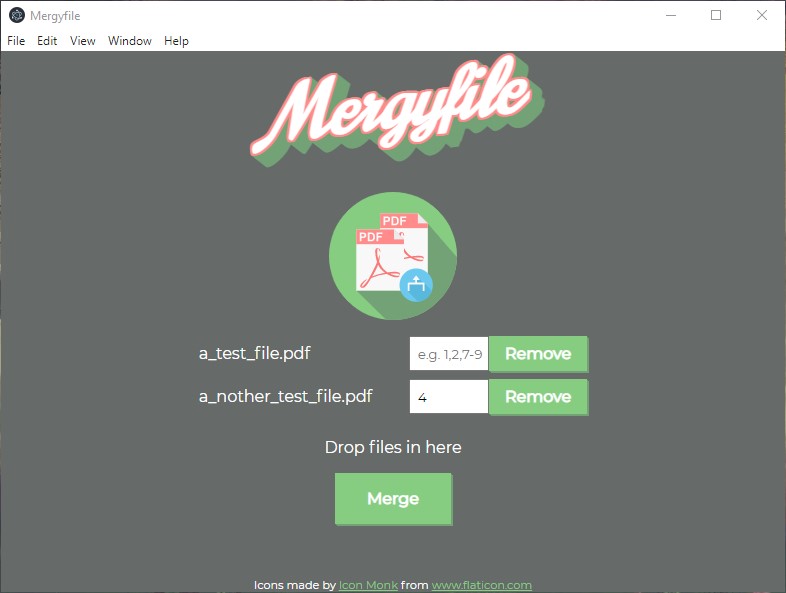 Mergyfile
File Edit View Window Help
Mergyfile
PDF
PDF
a_test_file.pdf e.g. 1,2,7-9 Remove
a_nother_test_file.pdf 4 Remove
Drop files in here
Merge
Icons made by Icon Monk from www.flaticon.com